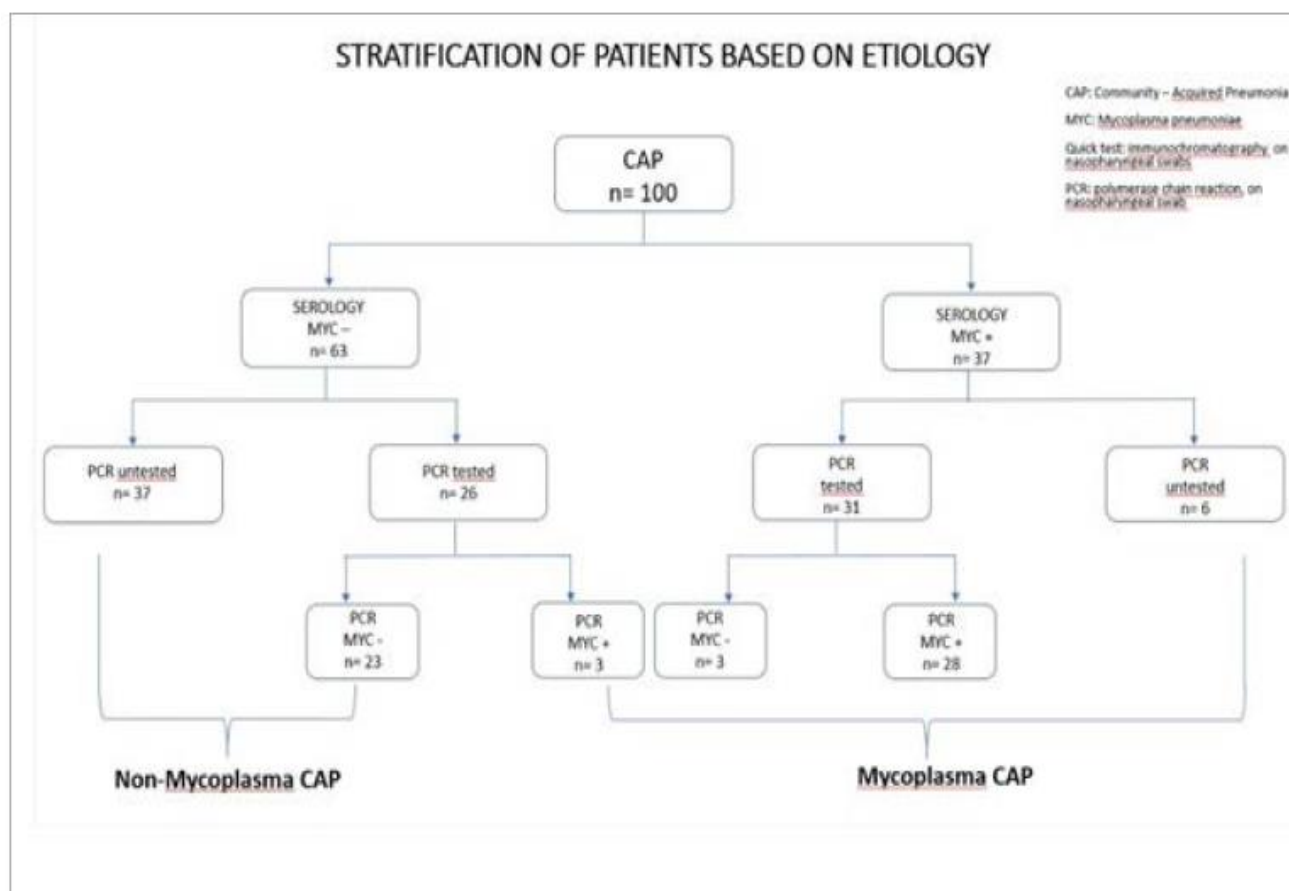 STRATIFICATION OF PATIENTS BASED ON ETIOLOGY
CAP: Community – Acquired Pneumonia
MYC: Mycoplasma pneumoniae
Quick test: immunochromatography, on
nasopharyngeal swabs
PCR: polymerase chain reaction, on
nasopharyngeal swab
CAP
n= 100
SEROLOGY
MYC –
n= 63
SEROLOGY
MYC +
n= 37
PCR untested
n= 37
PCR tested
n= 26
PCR
tested
n= 31
PCR
untested
n= 6
PCR
MYC -
n= 23
PCR
MYC +
n= 3
PCR
MYC -
n= 3
PCR
MYC +
n= 28
Non-Mycoplasma CAP
Mycoplasma CAP